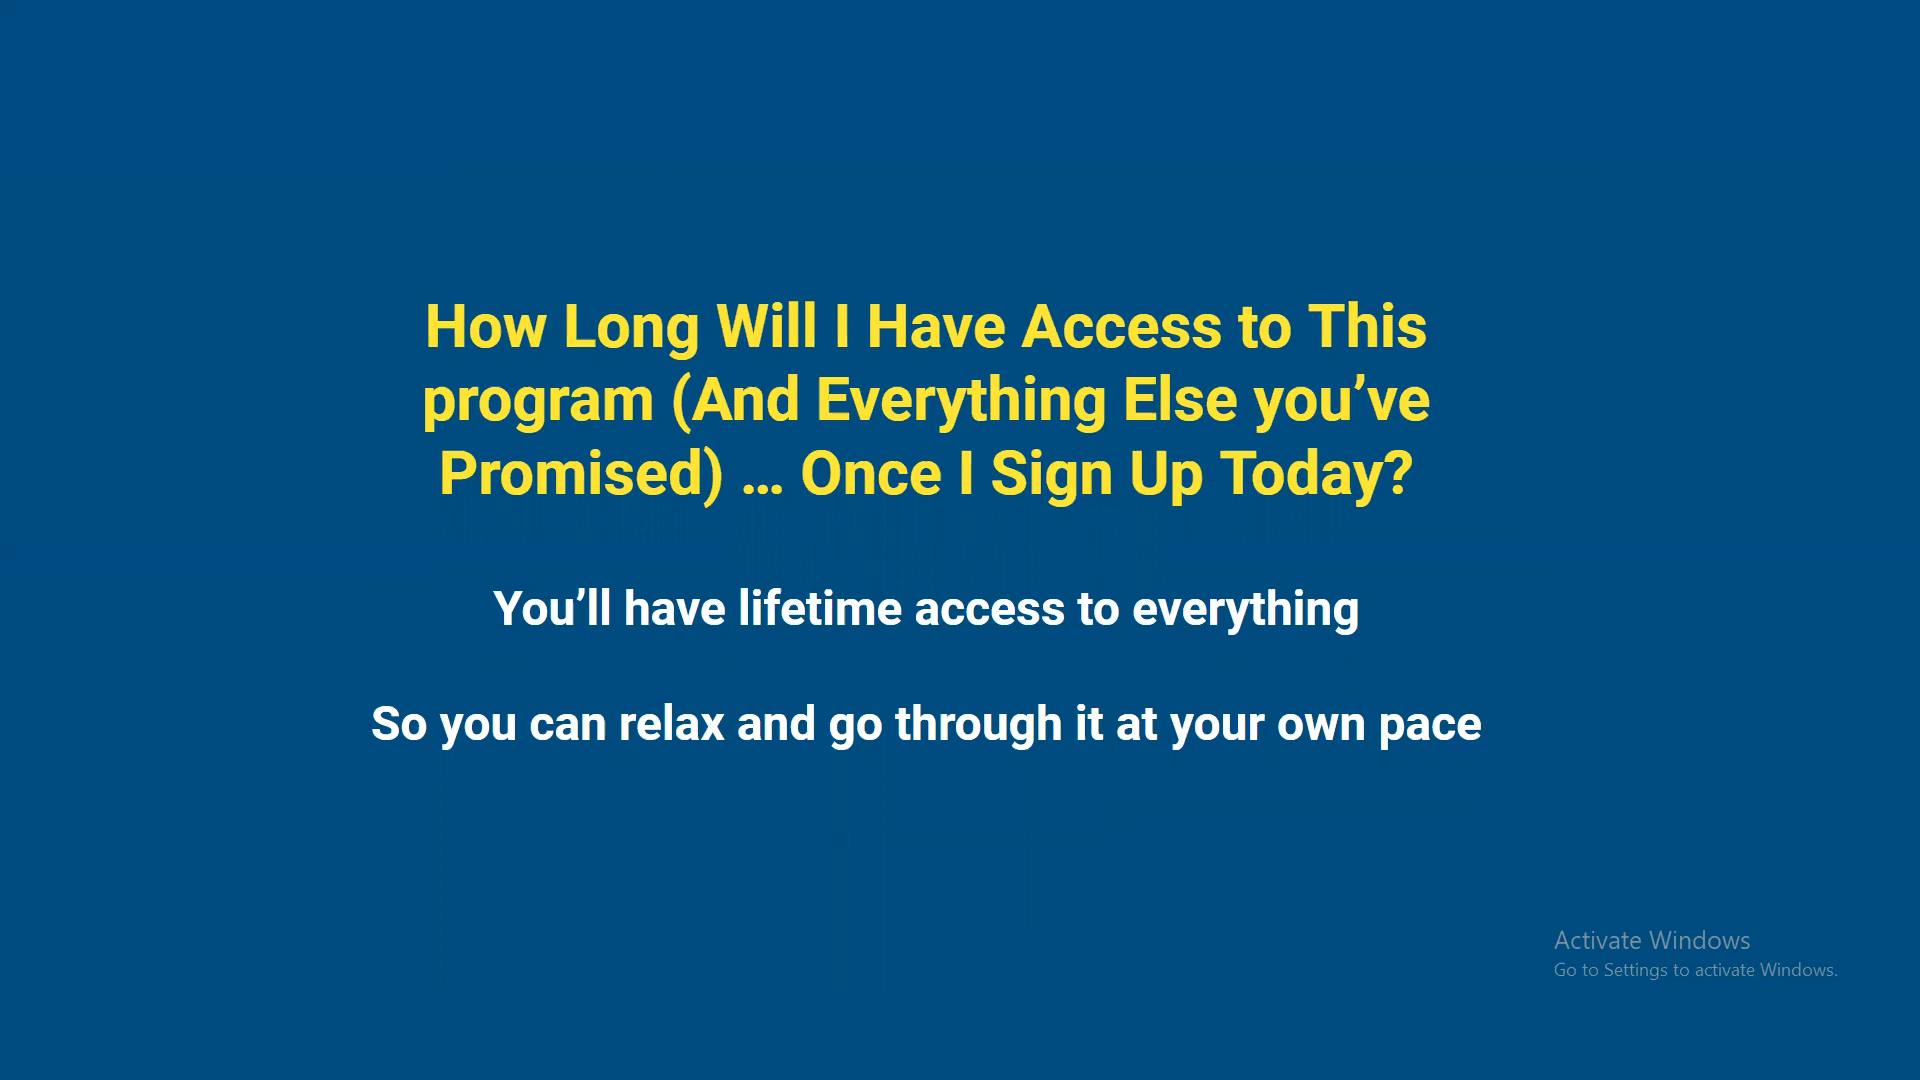 How Long Will I Have Access to This
program (And Everything Else you’ve
Promised) ... Once I Sign Up Today?
You’ll have lifetime access to everything
So you can relax and go through it at your own pace
Activate Windows
Go to Settings to activate Windows.